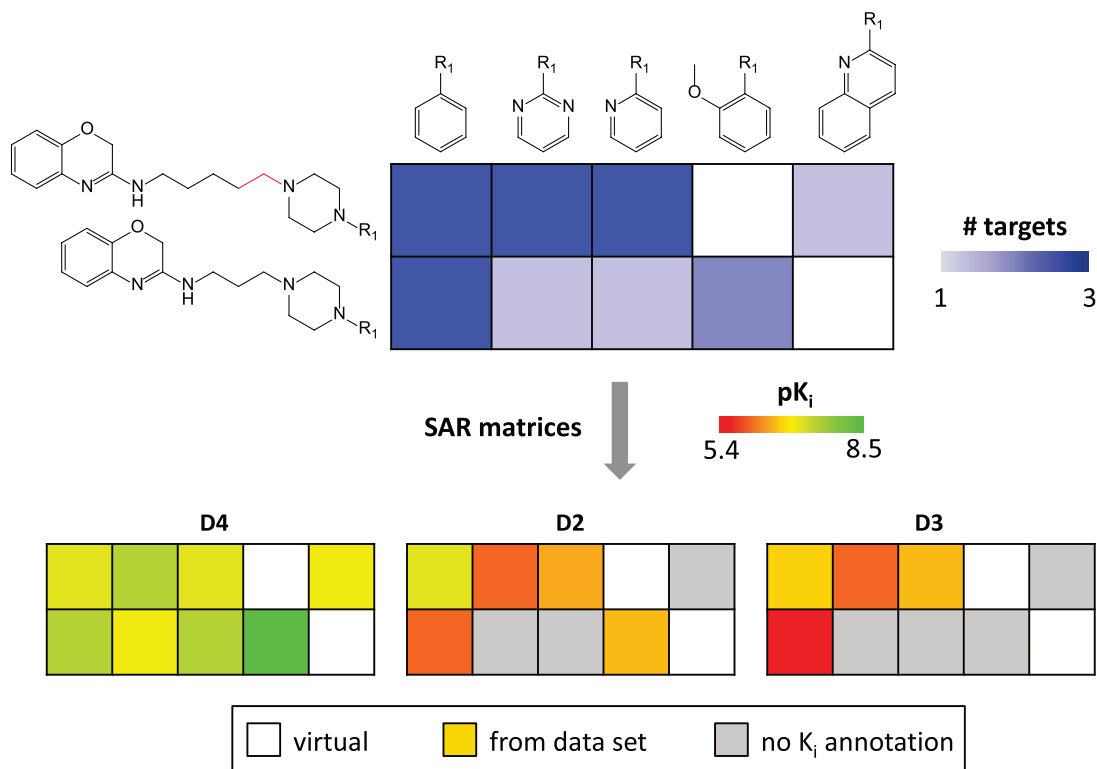 R1
R1 R1 R1 R1
N N N N O
O
N N H N N R1
# targets
1 3
O
N N H N N R1
pKi
SAR matrices
5.4 8.5
D4 D2 D3
virtual from data set no Ki annotation